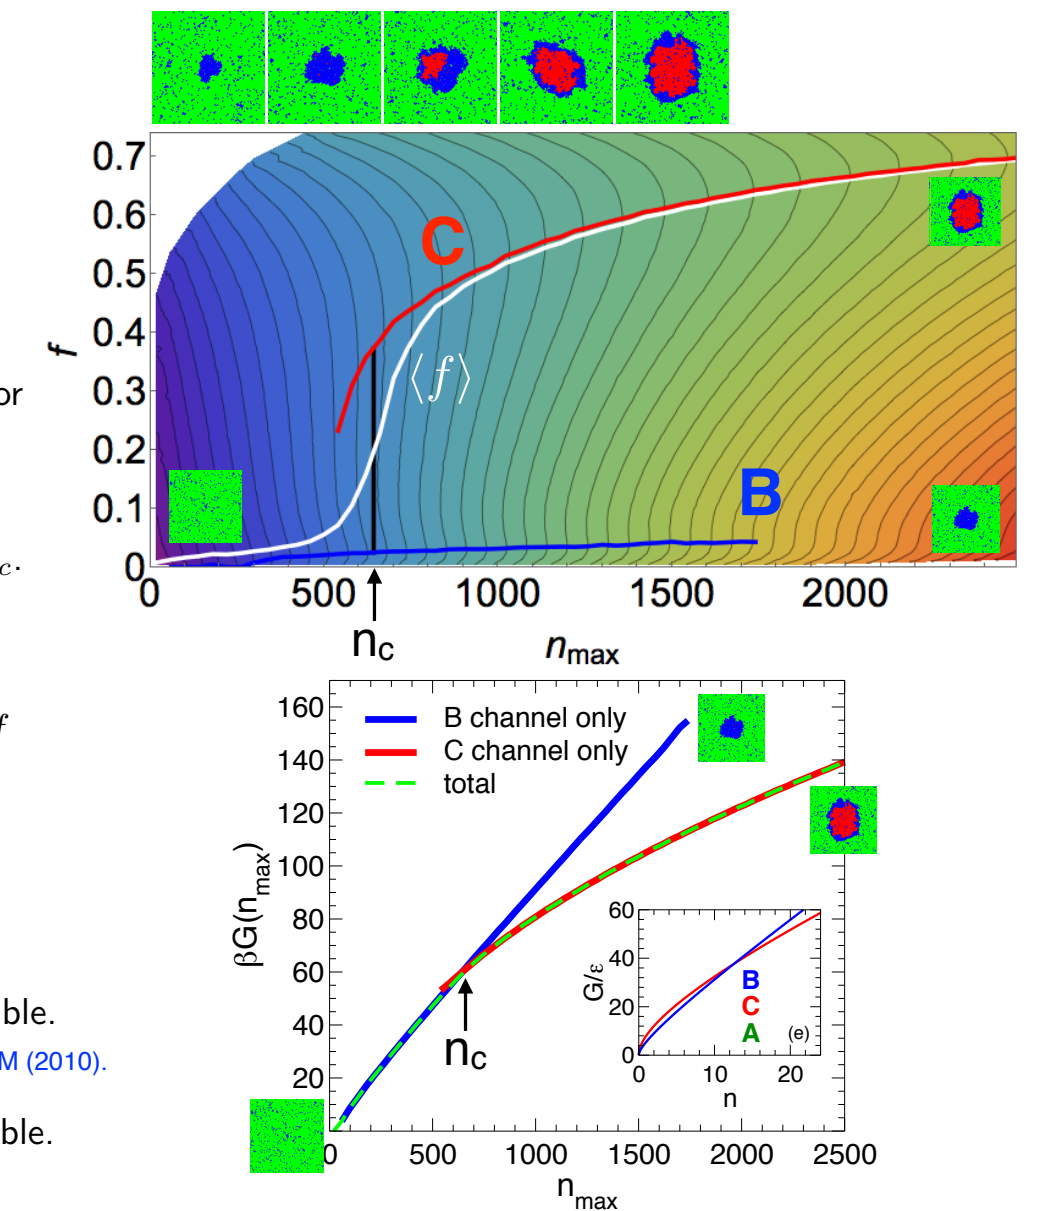 0.7
0.6
0.5
0.4
0.3
0.2
0.1
0
f
C
⟨f⟩
B
0
500
1000
1500
2000
n_c
n_max
or
c.
f
ble.
M (2010).
ble.
160
140
120
100
80
60
40
20
0
βG(n_max)
B channel only
C channel only
total
n_c
0
500
1000
1500
2000
2500
n_max
60
40
20
0
G/ε
B
C
A
(e)
0
10
20
n